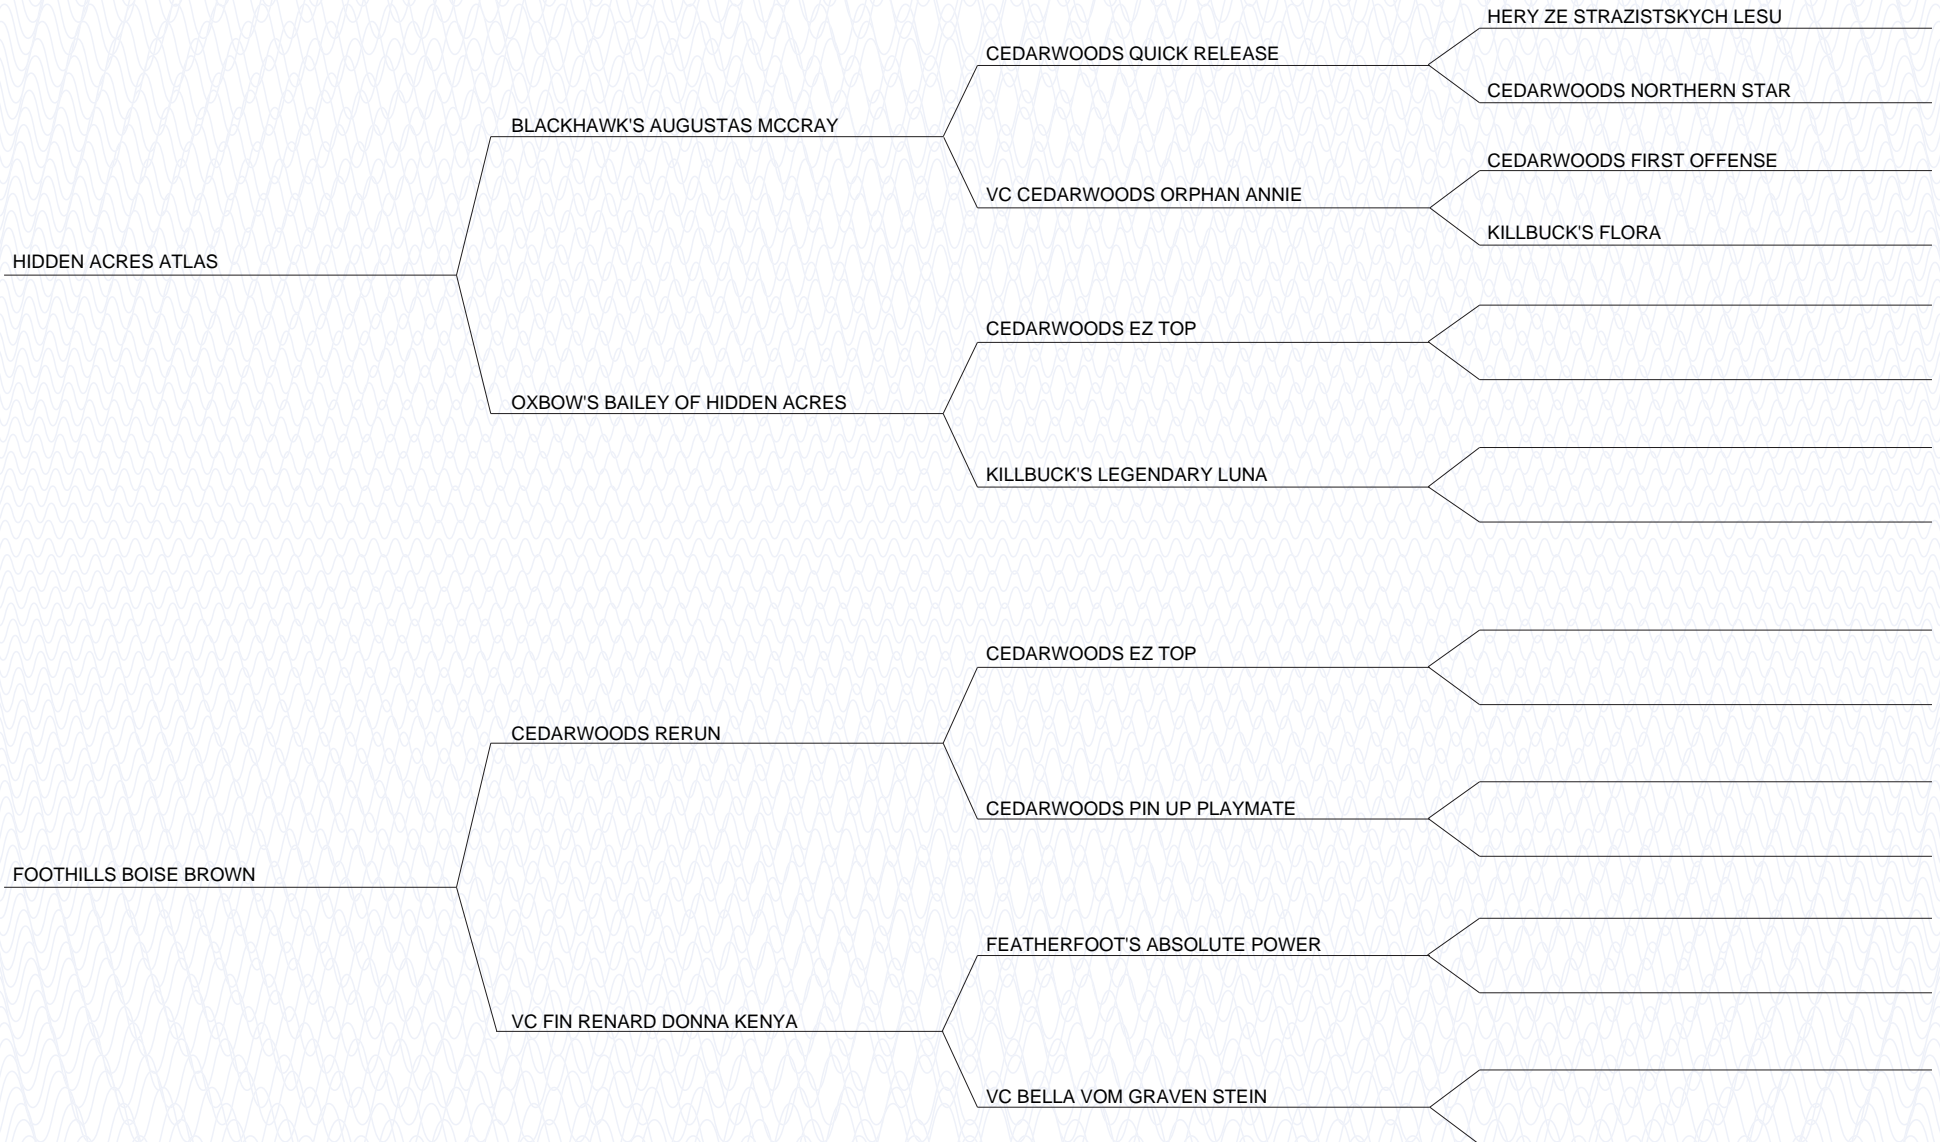 HERY ZE STRAZISTSKYCH LESU
CEDARWOODS QUICK RELEASE
CEDARWOODS NORTHERN STAR
BLACKHAWK'S AUGUSTAS MCCRAY
CEDARWOODS FIRST OFFENSE
VC CEDARWOODS ORPHAN ANNIE
KILLBUCK'S FLORA
HIDDEN ACRES ATLAS
CEDARWOODS EZ TOP
OXBOW'S BAILEY OF HIDDEN ACRES
KILLBUCK'S LEGENDARY LUNA
CEDARWOODS EZ TOP
CEDARWOODS RERUN
CEDARWOODS PIN UP PLAYMATE
FOOTHILLS BOISE BROWN
FEATHERFOOT'S ABSOLUTE POWER
VC FIN RENARD DONNA KENYA
VC BELLA VOM GRAVEN STEIN